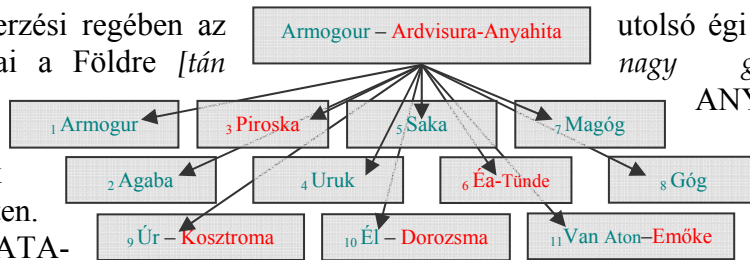 erzési regében az
Armogour – Ardvisura-Anyahita
utolsó égi
ai a Földre [tán
nagy g
ANY
1 Armogur
3 Piroska
5 Saka
7 Magóg
2 Agaba
4 Uruk
6 Éa-Tünde
8 Góg
ten.
9 Úr – Kosztroma
10 Él – Dorozsma
11 Van Aton–Emőke
ATA-